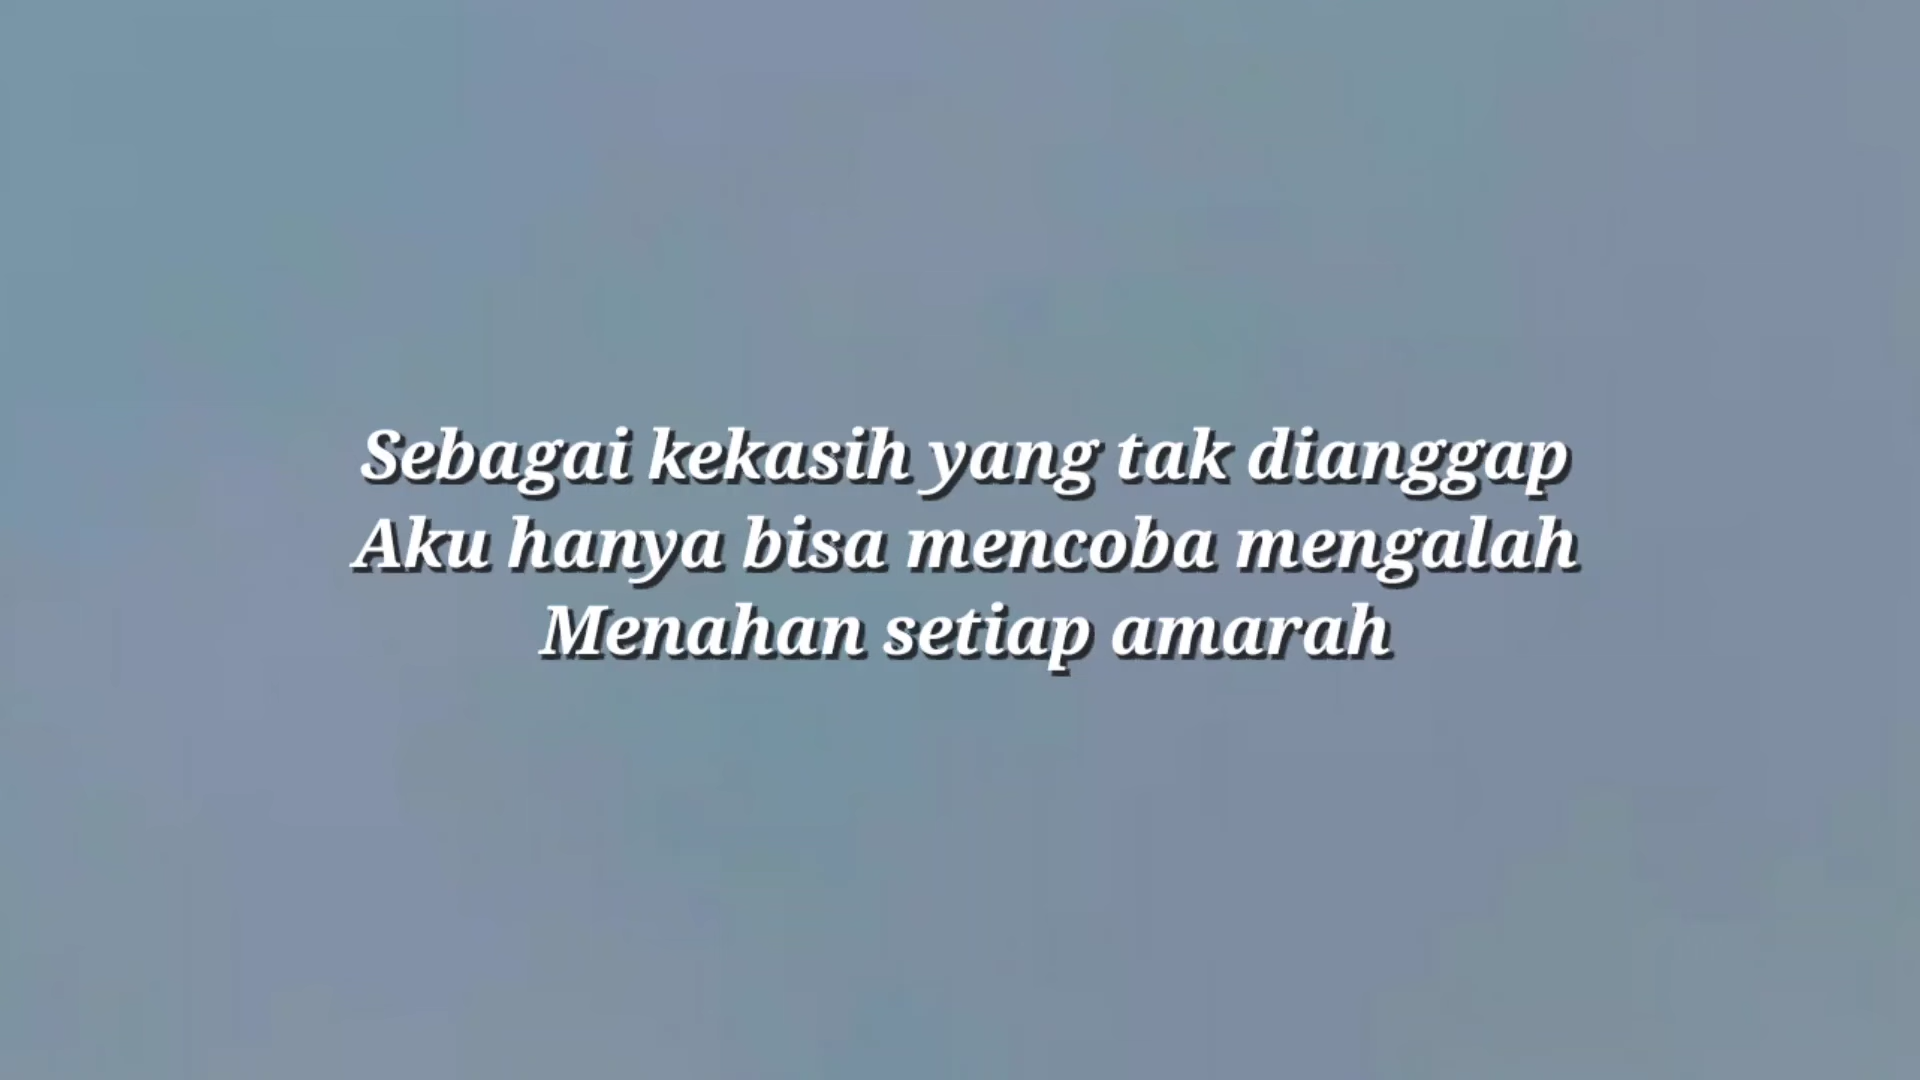 Sebagai kekasih yang tak dianggap
Aku hanya bisa mencoba mengalah
Menahan setiap amarah